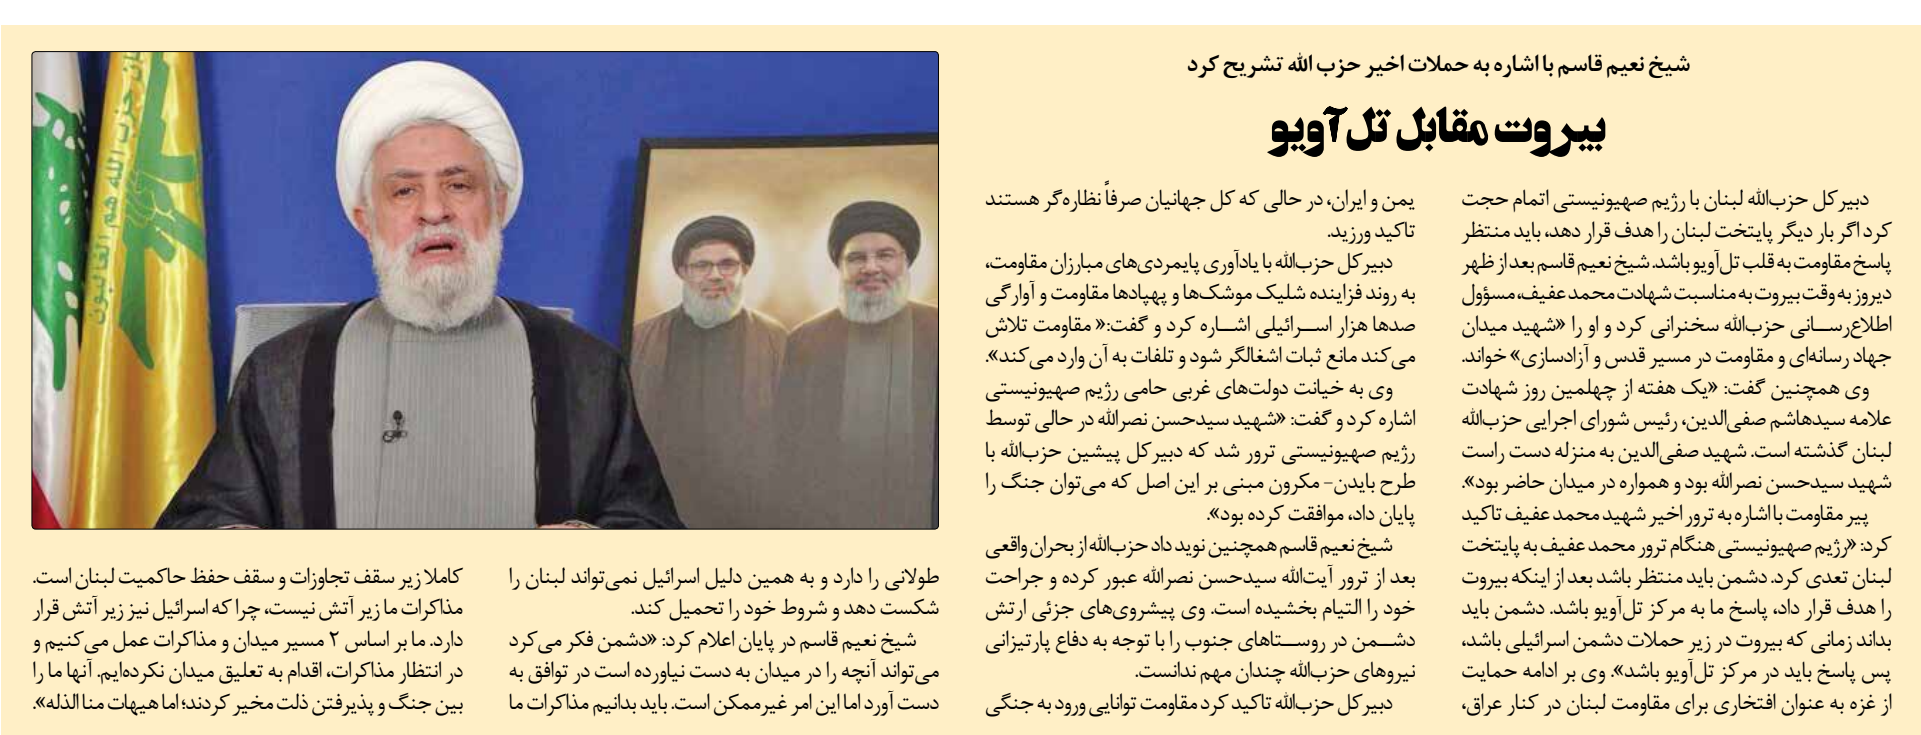 شیخ نعیم قاسم با اشاره به حملات اخیر حزب الله تشریح کرد
بیروت مقابل تل‌آویو
دبیرکل حزب‌الله لبنان با رژیم صهیونیستی اتمام حجت
کرد اگر بار دیگر پایتخت لبنان را هدف قرار دهد، باید منتظر
پاسخ مقاومت به قلب تل‌آویو باشد. شیخ نعیم قاسم بعد از ظهر
دیروز به وقت بیروت به مناسبت شهادت محمد عفیف، مسؤول
اطلاع‌رسانی حزب‌الله سخنرانی کرد و او را «شهید میدان
جهاد رسانه‌ای و مقاومت در مسیر قدس و آزادسازی» خواند.
وی همچنین گفت: «یک هفته از چهلمین روز شهادت
علامه سیدهاشم صفی‌الدین، رئیس شورای اجرایی حزب‌الله
لبنان گذشته است. شهید صفی‌الدین به منزله دست راست
شهید سیدحسن نصرالله بود و همواره در میدان حاضر بود».
پیر مقاومت با اشاره به ترور اخیر شهید محمد عفیف تاکید
کرد: «رژیم صهیونیستی هنگام ترور محمد عفیف به پایتخت
لبنان تعدی کرد. دشمن باید منتظر باشد بعد از اینکه بیروت
را هدف قرار داد، پاسخ ما به مرکز تل‌آویو باشد. دشمن باید
بداند زمانی که بیروت در زیر حملات دشمن اسرائیلی باشد،
پس پاسخ باید در مرکز تل‌آویو باشد». وی بر ادامه حمایت
از غزه به عنوان افتخاری برای مقاومت لبنان در کنار عراق،
یمن و ایران، در حالی که کل جهانیان صرفاً نظاره‌گر هستند
تاکید ورزید.
دبیرکل حزب‌الله با یادآوری پایمردی‌های مبارزان مقاومت،
به روند فزاینده شلیک موشک‌ها و پهپادها مقاومت و آوارگی
صدها هزار اسرائیلی اشاره کرد و گفت:« مقاومت تلاش
می‌کند مانع ثبات اشغالگر شود و تلفات به آن وارد می‌کند».
وی به خیانت دولت‌های غربی حامی رژیم صهیونیستی
اشاره کرد و گفت: «شهید سیدحسن نصرالله در حالی توسط
رژیم صهیونیستی ترور شد که دبیرکل پیشین حزب‌الله با
طرح بایدن- مکرون مبنی بر این اصل که می‌توان جنگ را
پایان داد، موافقت کرده بود».
شیخ نعیم قاسم همچنین نوید داد حزب‌الله از بحران واقعی
بعد از ترور آیت‌الله سیدحسن نصرالله عبور کرده و جراحت
خود را التیام بخشیده است. وی پیشروی‌های جزئی ارتش
دشمن در روستاهای جنوب را با توجه به دفاع پارتیزانی
نیروهای حزب‌الله چندان مهم ندانست.
دبیرکل حزب‌الله تاکید کرد مقاومت توانایی ورود به جنگی
طولانی را دارد و به همین دلیل اسرائیل نمی‌تواند لبنان را
شکست دهد و شروط خود را تحمیل کند.
شیخ نعیم قاسم در پایان اعلام کرد: «دشمن فکر می‌کرد
می‌تواند آنچه را در میدان به دست نیاورده است در توافق به
دست آورد اما این امر غیرممکن است. باید بدانیم مذاکرات ما
کاملا زیر سقف تجاوزات و سقف حفظ حاکمیت لبنان است.
مذاکرات ما زیر آتش نیست، چرا که اسرائیل نیز زیر آتش قرار
دارد. ما بر اساس ۲ مسیر میدان و مذاکرات عمل می‌کنیم و
در انتظار مذاکرات، اقدام به تعلیق میدان نکرده‌ایم. آنها ما را
بین جنگ و پذیرفتن ذلت مخیر کردند؛ اما هیهات منا الذله».